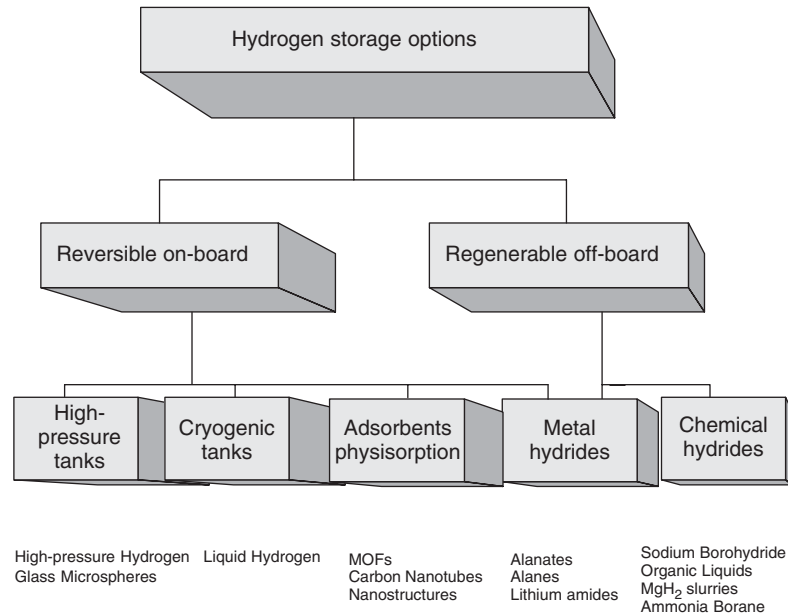 Hydrogen storage options
Reversible on-board
Regenerable off-board
High-
pressure
tanks
Cryogenic
tanks
Adsorbents
physisorption
Metal
hydrides
Chemical
hydrides
High-pressure Hydrogen
Glass Microspheres
Liquid Hydrogen
MOFs
Carbon Nanotubes
Nanostructures
Alanates
Alanes
Lithium amides
Sodium Borohydride
Organic Liquids
MgH₂ slurries
Ammonia Borane